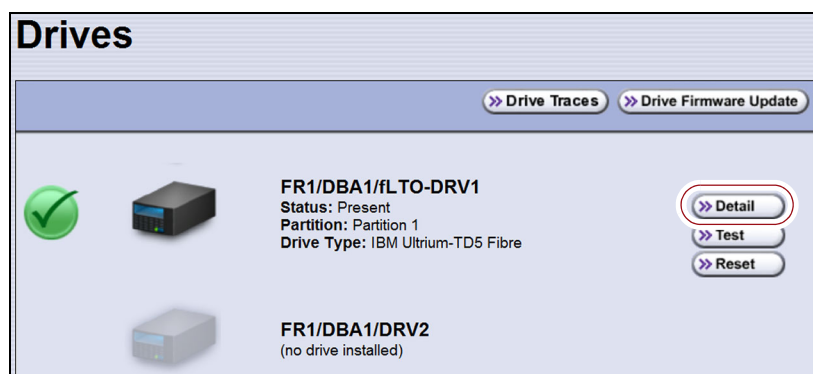 Drives
Drive Traces
Drive Firmware Update
FR1/DBA1/fLTO-DRV1
Status: Present
Partition: Partition 1
Drive Type: IBM Ultrium-TD5 Fibre
Detail
Test
Reset
FR1/DBA1/DRV2
(no drive installed)